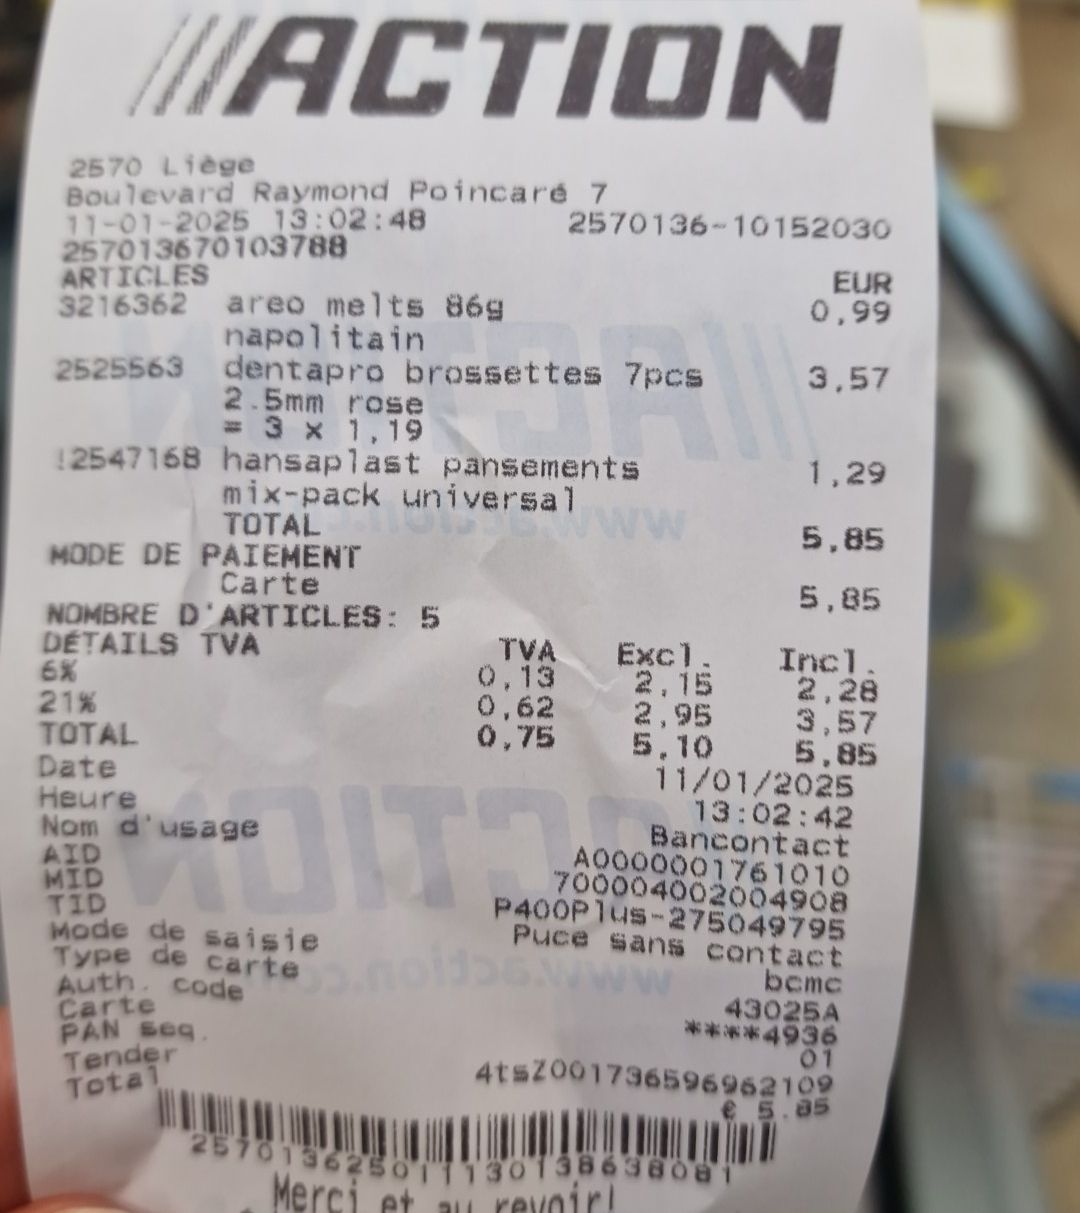 ///ACTION
2570 Liège
Boulevard Raymond Poincaré 7
11-01-2025 13:02:48 2570136-10152030
257013670103788
ARTICLES EUR
3216362 areo melts 86g 0,99
napolitain
2525563 dentapro brossettes 7pcs 3,57
2.5mm rose
= 3 x 1,19
!2547168 hansaplast pansements 1,29
mix-pack universal
TOTAL 5,85
MODE DE PAIEMENT
Carte 5,85
NOMBRE D'ARTICLES: 5
DÉTAILS TVA TVA Excl. Incl.
6% 0,13 2,15 2,28
21% 0,62 2,95 3,57
TOTAL 0,75 5,10 5,85
Date 11/01/2025
Heure 13:02:42
Nom d'usage Bancontact
AID A0000001761010
MID 700004002004908
TID P400Plus-275049795
Mode de saisie Puce sans contact
Type de carte bcmc
Auth. code 43025A
Carte ****4936
PAN seq. 01
Tender 4tsZ001736596962109
Total € 5.85
257013625011130138638081
Merci et au revoir!